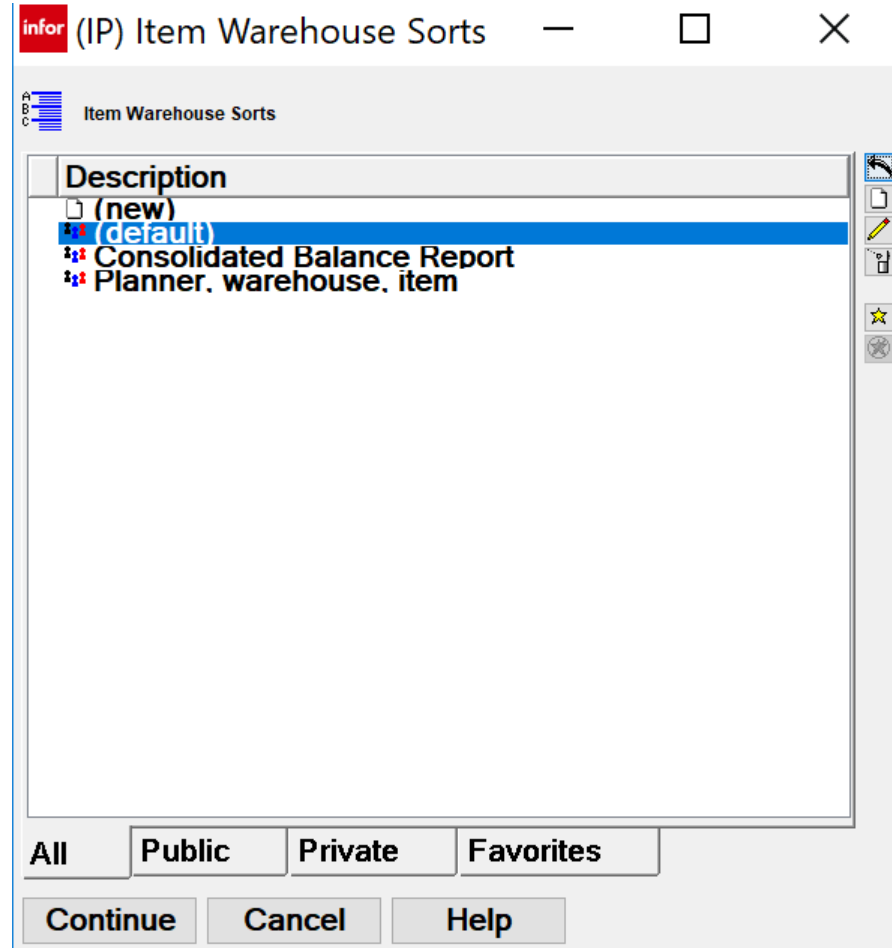 infor (IP) Item Warehouse Sorts
A
B
C
Item Warehouse Sorts
Description
(new)
(default)
Consolidated Balance Report
Planner, warehouse, item
All Public Private Favorites
Continue Cancel Help